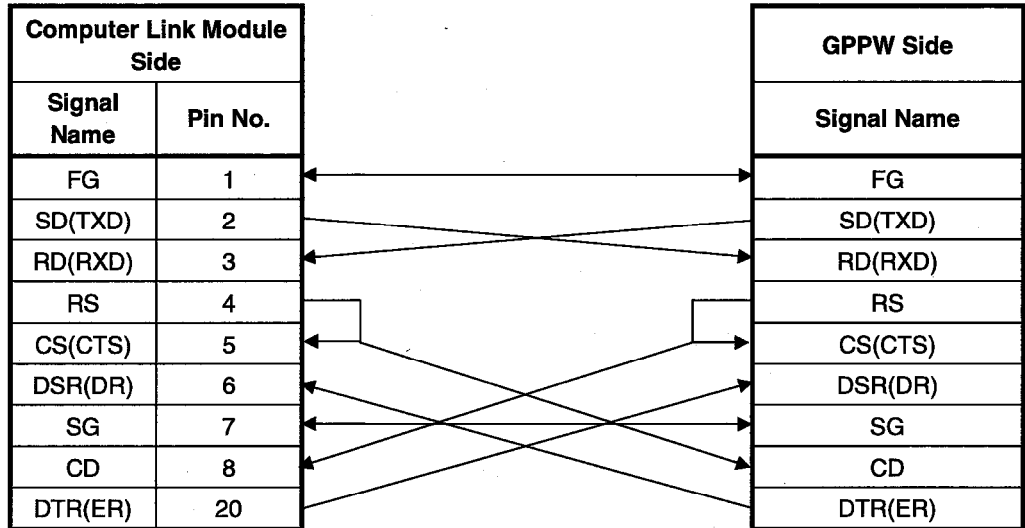 Computer Link Module
Side
GPPW Side
Signal
Name
Pin No.
Signal Name
FG 1 FG
SD(TXD) 2 SD(TXD)
RD(RXD) 3 RD(RXD)
RS 4 RS
CS(CTS) 5 CS(CTS)
DSR(DR) 6 DSR(DR)
SG 7 SG
CD 8 CD
DTR(ER) 20 DTR(ER)